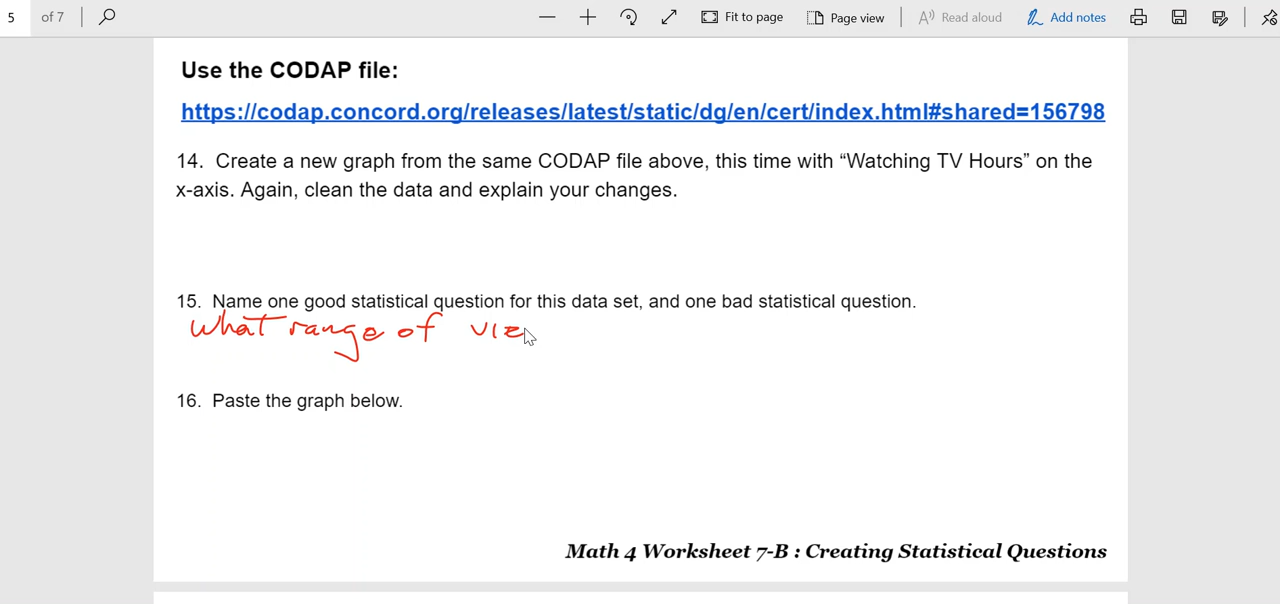 5 of 7 Fit to page Page view Read aloud Add notes
Use the CODAP file:
https://codap.concord.org/releases/latest/static/dg/en/cert/index.html#shared=156798
14. Create a new graph from the same CODAP file above, this time with “Watching TV Hours” on the
x-axis. Again, clean the data and explain your changes.
15. Name one good statistical question for this data set, and one bad statistical question.
What range of vie
16. Paste the graph below.
Math 4 Worksheet 7-B : Creating Statistical Questions